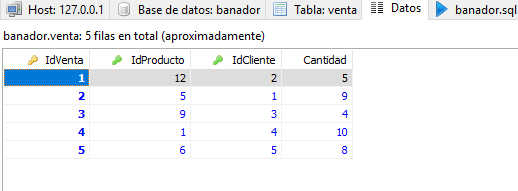 Host: 127.0.0.1 Base de datos: banador Tabla: venta Datos banador.sql
banador.venta: 5 filas en total (aproximadamente)
IdVenta IdProducto IdCliente Cantidad
1 12 2 5
2 5 1 9
3 9 3 4
4 1 4 10
5 6 5 8